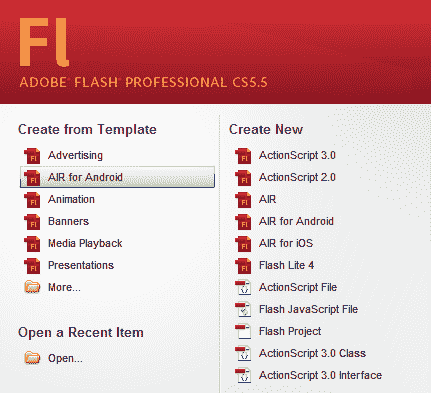 Fl
ADOBE® FLASH® PROFESSIONAL CS5.5
Create from Template
Advertising
AIR for Android
Animation
Banners
Media Playback
Presentations
More...
Open a Recent Item
Open...
Create New
ActionScript 3.0
ActionScript 2.0
AIR
AIR for Android
AIR for iOS
Flash Lite 4
ActionScript File
Flash JavaScript File
Flash Project
ActionScript 3.0 Class
ActionScript 3.0 Interface